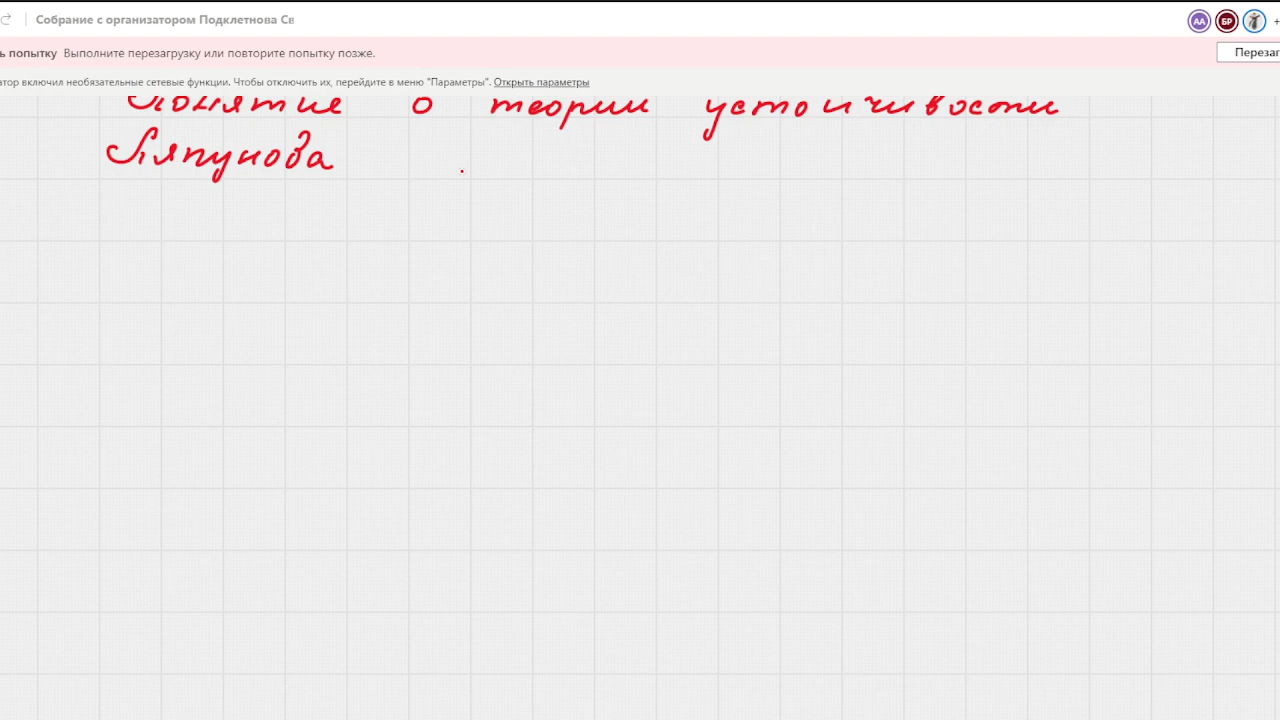 Собрание с организатором Подклетнова Св
АА БР +
ь попытку Выполните перезагрузку или повторите попытку позже.
Перезаг
атор включил необязательные сетевые функции. Чтобы отключить их, перейдите в меню "Параметры". Открыть параметры
Понятие о теории устойчивости
Ляпунова